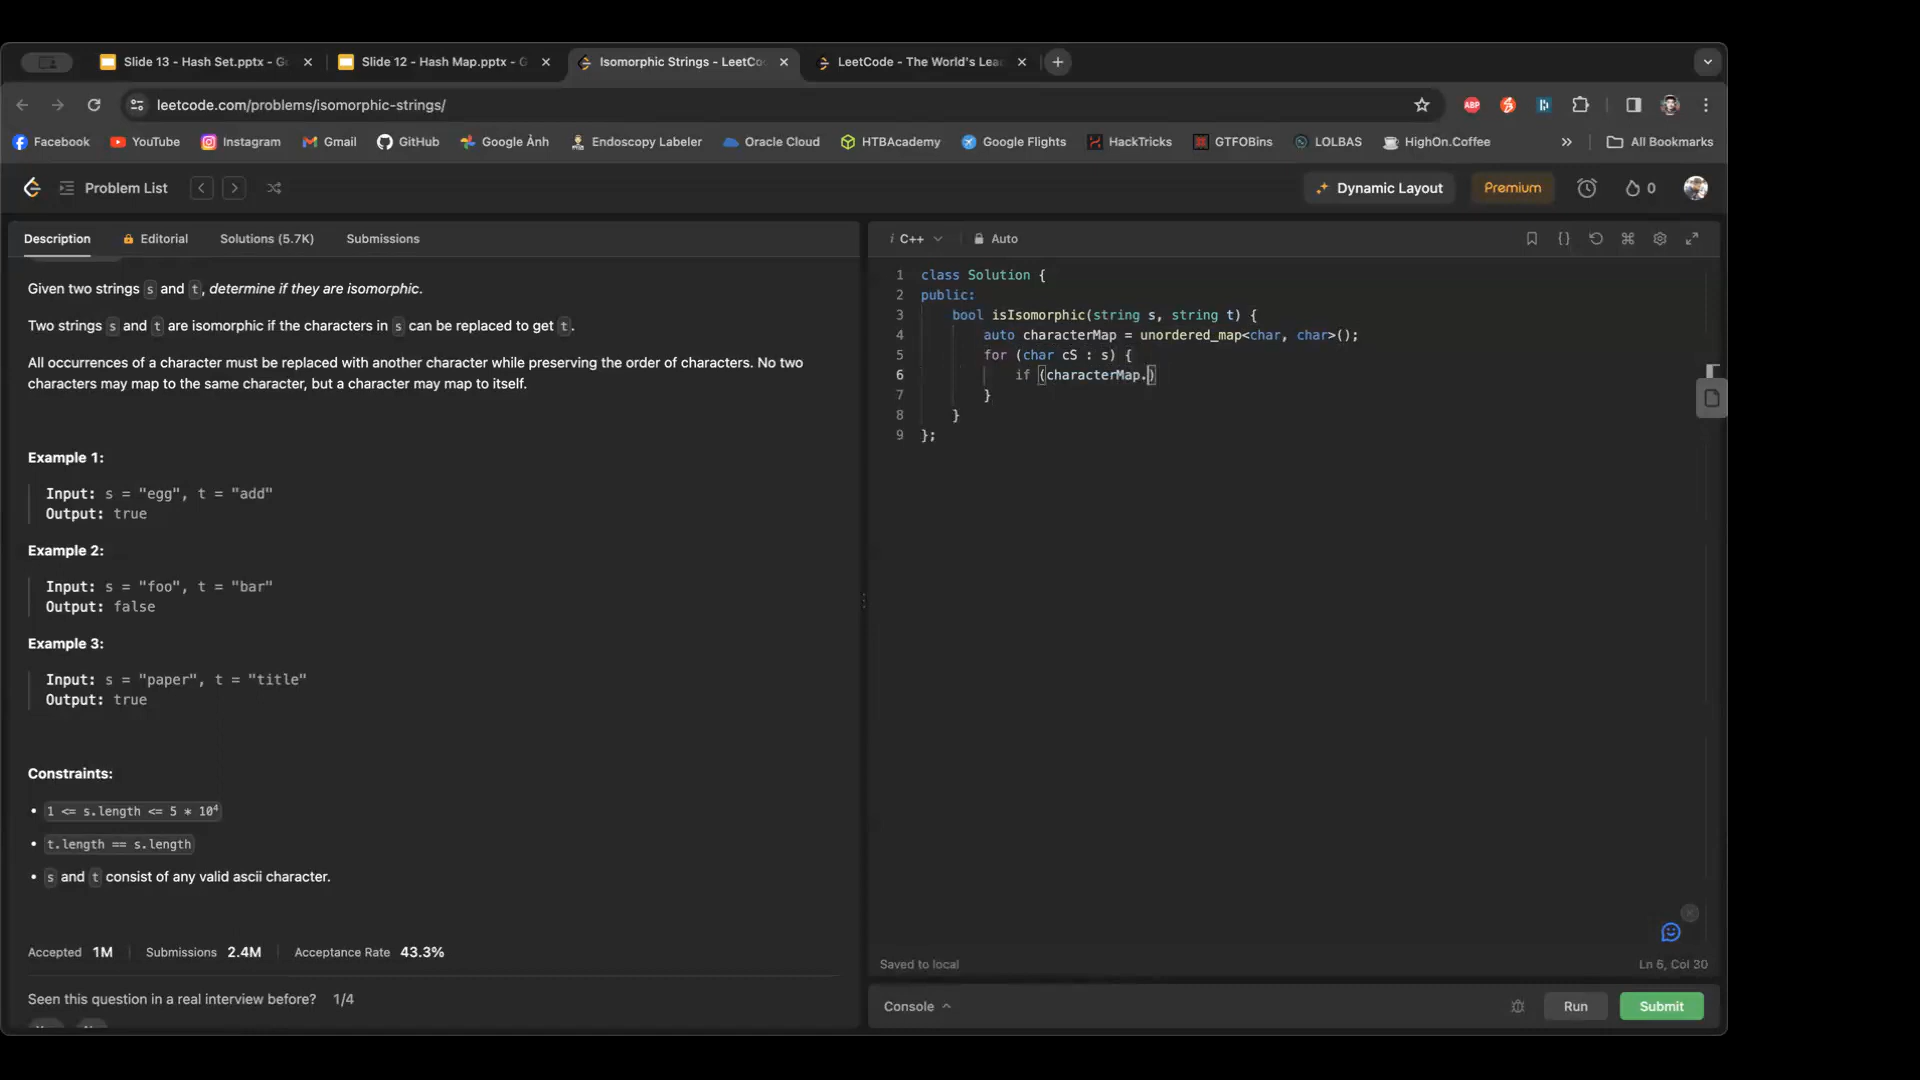 Slide 13 - Hash Set.pptx - G
Slide 12 - Hash Map.pptx - G
Isomorphic Strings - LeetCo
LeetCode - The World's Lea
leetcode.com/problems/isomorphic-strings/
ABP
Facebook
YouTube
Instagram
Gmail
GitHub
Google Ảnh
Endoscopy Labeler
Oracle Cloud
HTBAcademy
Google Flights
HackTricks
GTFOBins
LOLBAS
HighOn.Coffee
»
All Bookmarks
Problem List
Dynamic Layout
Premium
0
Description
Editorial
Solutions (5.7K)
Submissions
Given two strings s and t, determine if they are isomorphic.
Two strings s and t are isomorphic if the characters in s can be replaced to get t.
All occurrences of a character must be replaced with another character while preserving the order of characters. No two
characters may map to the same character, but a character may map to itself.
Example 1:
Input: s = "egg", t = "add"
Output: true
Example 2:
Input: s = "foo", t = "bar"
Output: false
Example 3:
Input: s = "paper", t = "title"
Output: true
Constraints:
• 1 <= s.length <= 5 * 10⁴
• t.length == s.length
• s and t consist of any valid ascii character.
Accepted 1M Submissions 2.4M Acceptance Rate 43.3%
Seen this question in a real interview before? 1/4
i C++
Auto
1 class Solution {
2 public:
3 bool isIsomorphic(string s, string t) {
4 auto characterMap = unordered_map<char, char>();
5 for (char cS : s) {
6 if (characterMap.)
7 }
8 }
9 };
Saved to local
Ln 6, Col 30
Console
Run
Submit